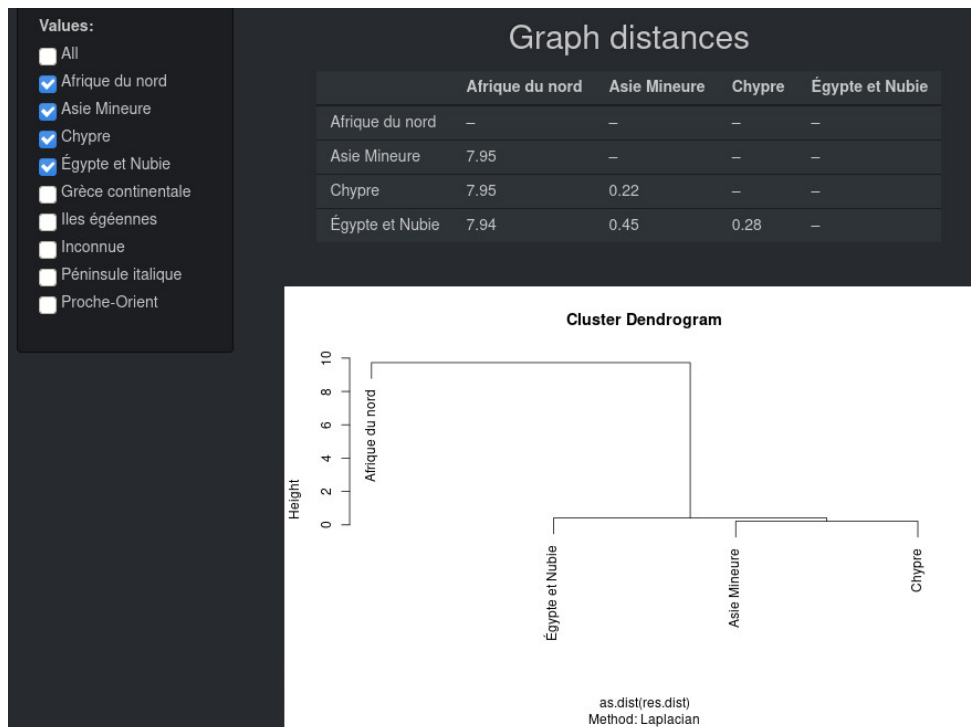 Values:
All
Afrique du nord
Asie Mineure
Chypre
Égypte et Nubie
Grèce continentale
Iles égéennes
Inconnue
Péninsule italique
Proche-Orient
Graph distances
Afrique du nord Asie Mineure Chypre Égypte et Nubie
Afrique du nord – – – –
Asie Mineure 7.95 – – –
Chypre 7.95 0.22 – –
Égypte et Nubie 7.94 0.45 0.28 –
Cluster Dendrogram
Height
10
8
6
4
2
0
Afrique du nord
Égypte et Nubie
Asie Mineure
Chypre
as.dist(res.dist)
Method: Laplacian